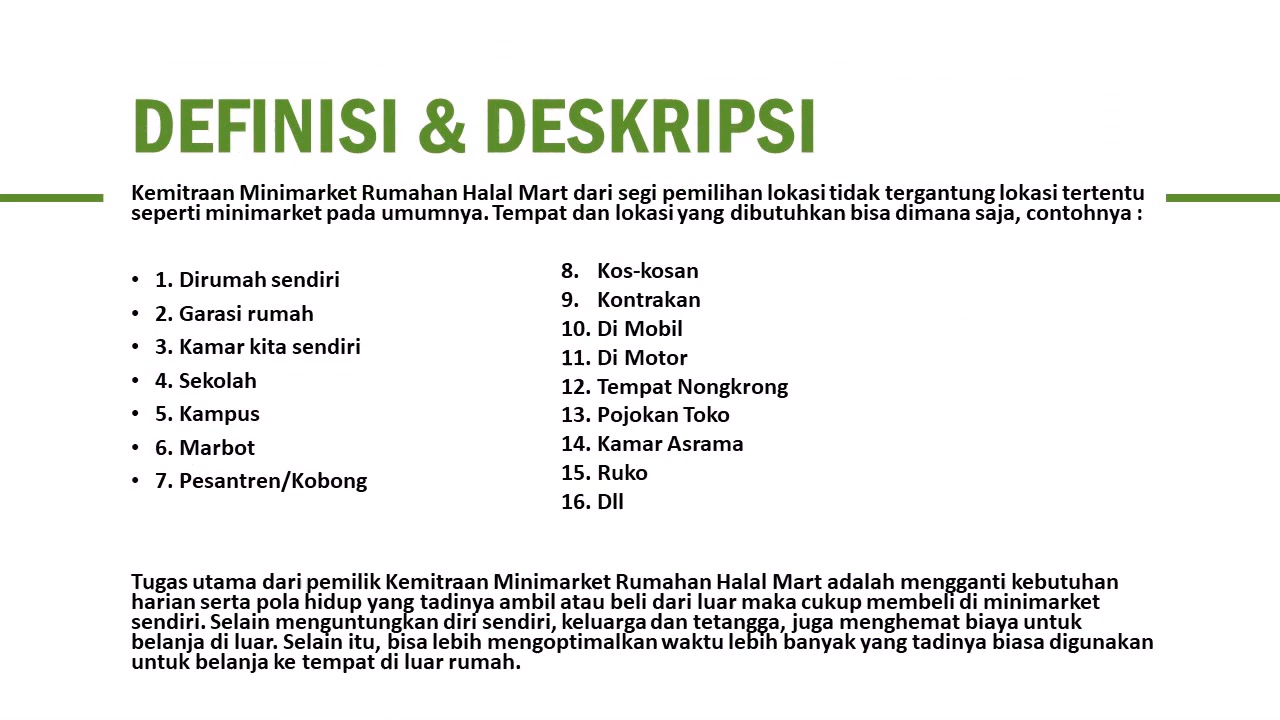 DEFINISI & DESKRIPSI
Kemitraan Minimarket Rumahan Halal Mart dari segi pemilihan lokasi tidak tergantung lokasi tertentu
seperti minimarket pada umumnya. Tempat dan lokasi yang dibutuhkan bisa dimana saja, contohnya :
• 1. Dirumah sendiri
• 2. Garasi rumah
• 3. Kamar kita sendiri
• 4. Sekolah
• 5. Kampus
• 6. Marbot
• 7. Pesantren/Kobong
8. Kos-kosan
9. Kontrakan
10. Di Mobil
11. Di Motor
12. Tempat Nongkrong
13. Pojokan Toko
14. Kamar Asrama
15. Ruko
16. Dll
Tugas utama dari pemilik Kemitraan Minimarket Rumahan Halal Mart adalah mengganti kebutuhan
harian serta pola hidup yang tadinya ambil atau beli dari luar maka cukup membeli di minimarket
sendiri. Selain menguntungkan diri sendiri, keluarga dan tetangga, juga menghemat biaya untuk
belanja di luar. Selain itu, bisa lebih mengoptimalkan waktu lebih banyak yang tadinya biasa digunakan
untuk belanja ke tempat di luar rumah.